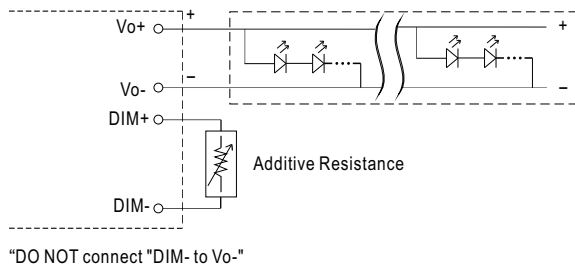 Vo+
+
+
Vo-
−
−
DIM+
Additive Resistance
DIM-
“DO NOT connect "DIM- to Vo-"